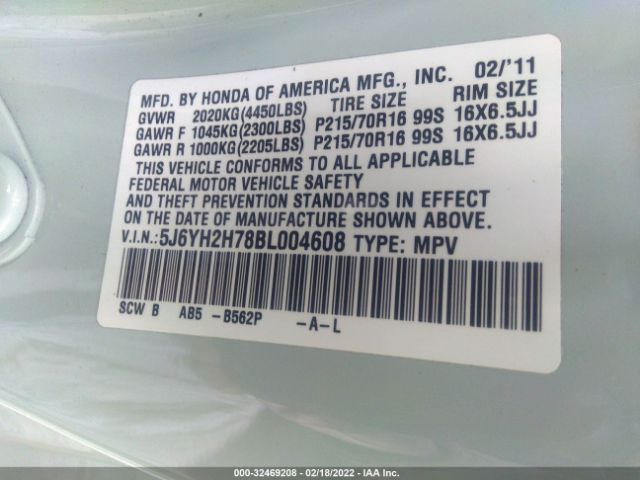 MFD. BY HONDA OF AMERICA MFG., INC. 02/'11
GVWR 2020KG(4450LBS) TIRE SIZE RIM SIZE
GAWR F 1045KG(2300LBS) P215/70R16 99S 16X6.5JJ
GAWR R 1000KG(2205LBS) P215/70R16 99S 16X6.5JJ
THIS VEHICLE CONFORMS TO ALL APPLICABLE
FEDERAL MOTOR VEHICLE SAFETY
AND THEFT PREVENTION STANDARDS IN EFFECT
ON THE DATE OF MANUFACTURE SHOWN ABOVE.
V.I.N.:5J6YH2H78BL004608 TYPE: MPV
SCW B AB5 -B562P -A-L
000-32469208 - 02/18/2022 - IAA Inc.